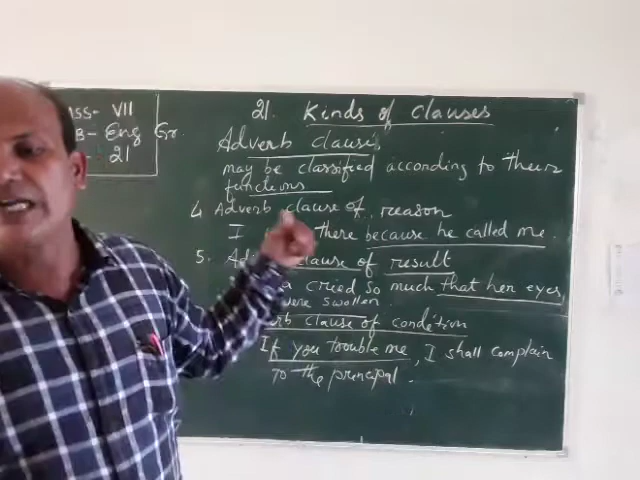 21. Kinds of Clauses
ass- VII
B- Eng Gr.
21
Adverb clauses
may be classified according to their
functions
4 Adverb clause of reason
I there because he called me.
5. Ad clause of result
a cried so much that her eyes,
were swollen.
rb clause of condition
If you trouble me, I shall complain
to the principal.